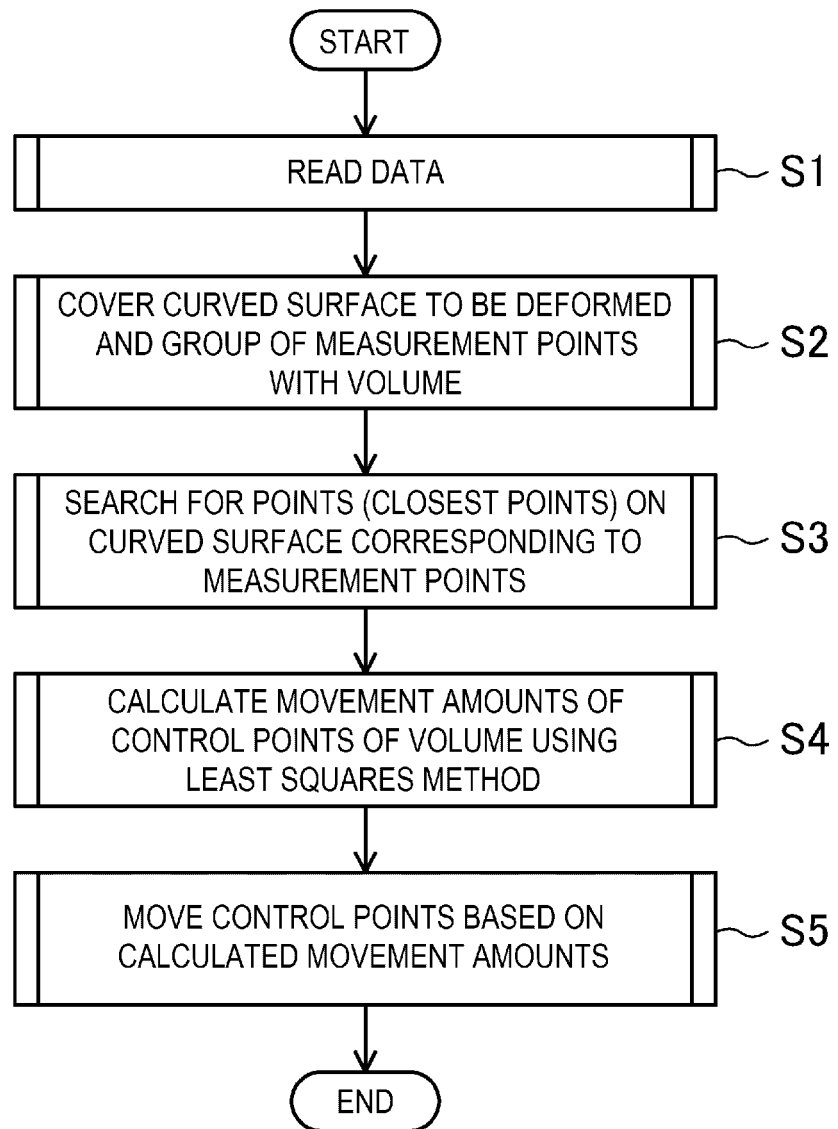 START
READ DATA
S1
COVER CURVED SURFACE TO BE DEFORMED
AND GROUP OF MEASUREMENT POINTS
WITH VOLUME
S2
SEARCH FOR POINTS (CLOSEST POINTS) ON
CURVED SURFACE CORRESPONDING TO
MEASUREMENT POINTS
S3
CALCULATE MOVEMENT AMOUNTS OF
CONTROL POINTS OF VOLUME USING
LEAST SQUARES METHOD
S4
MOVE CONTROL POINTS BASED ON
CALCULATED MOVEMENT AMOUNTS
S5
END